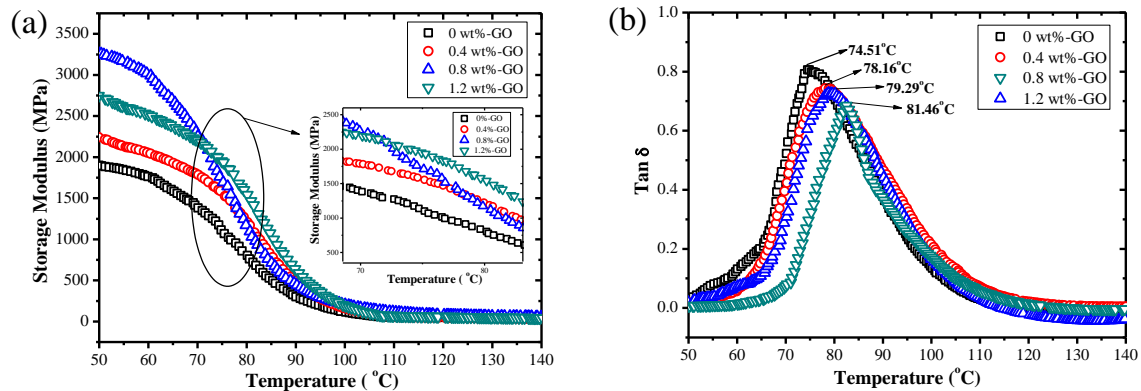 (a)
3500
3000
2500
2000
1500
1000
500
0
Storage Modulus (MPa)
50 60 70 80 90 100 110 120 130 140
Temperature ( °C)
0 wt%-GO
0.4 wt%-GO
0.8 wt%-GO
1.2 wt%-GO
2500
2000
1500
1000
500
Storage Modulus (MPa)
70 80
Temperature ( °C)
0%-GO
0.4%-GO
0.8%-GO
1.2%-GO
(b)
1.0
0.8
0.6
0.4
0.2
0.0
Tan δ
50 60 70 80 90 100 110 120 130 140
Temperature ( °C)
74.51°C
78.16°C
79.29°C
81.46°C
0 wt%-GO
0.4 wt%-GO
0.8 wt%-GO
1.2 wt%-GO